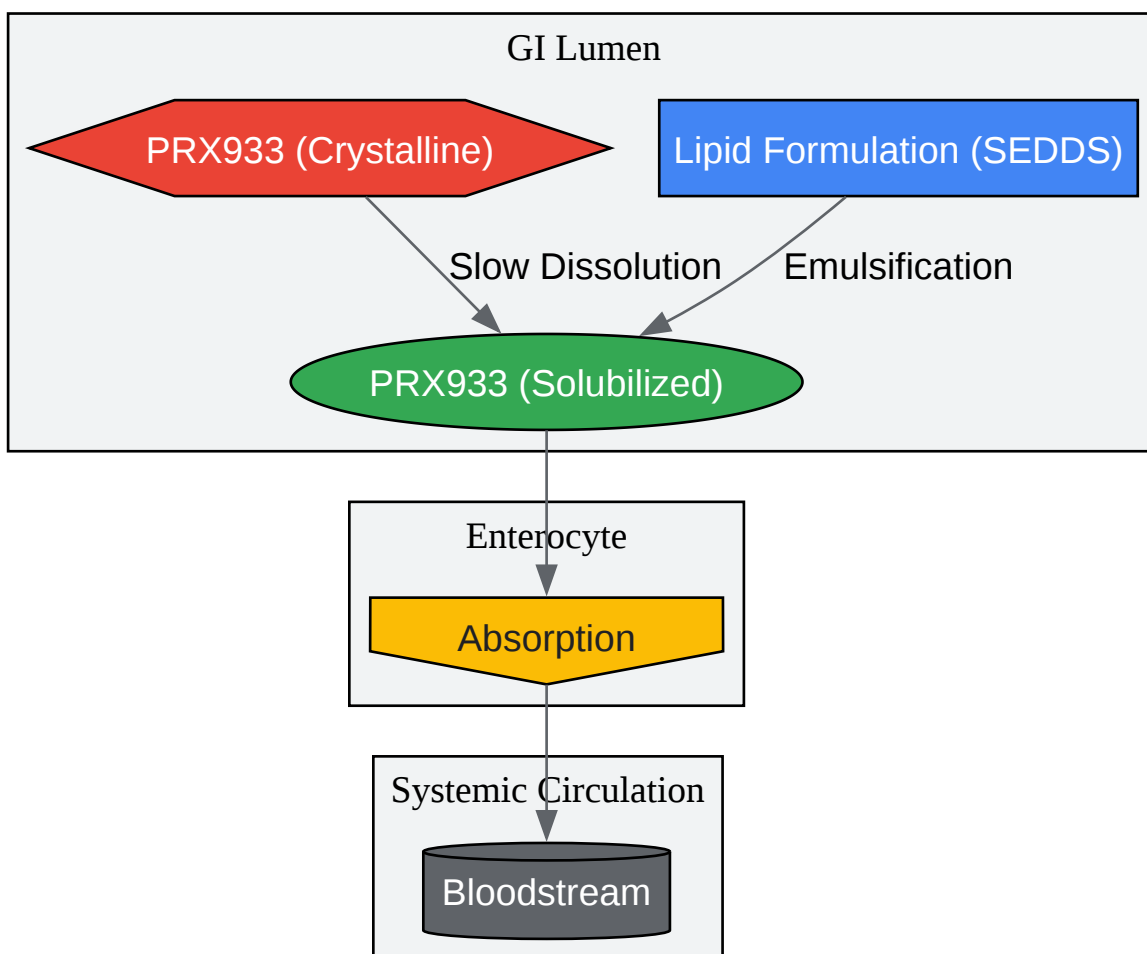 GI Lumen
PRX933 (Crystalline)
Lipid Formulation (SEDDS)
Slow Dissolution
Emulsification
PRX933 (Solubilized)
Enterocyte
Absorption
Systemic Circulation
Bloodstream